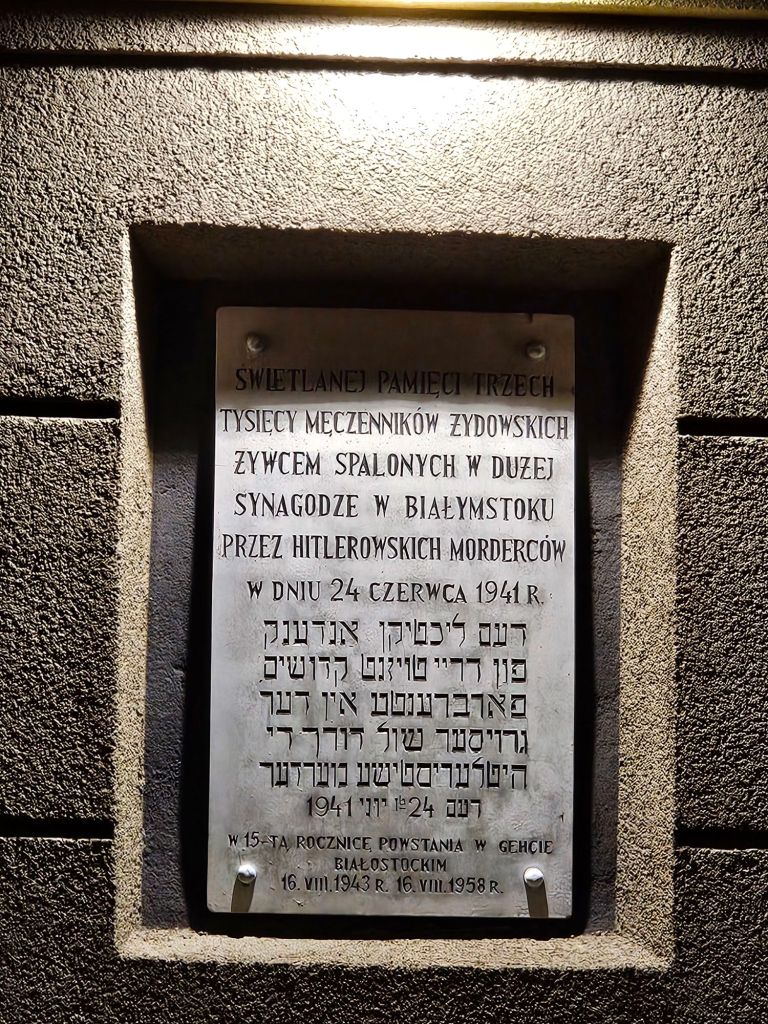 ŚWIETLANEJ PAMIĘCI TRZECH
TYSIĘCY MĘCZENNIKÓW ŻYDOWSKICH
ŻYWCEM SPALONYCH W DUŻEJ
SYNAGODZE W BIAŁYMSTOKU
PRZEZ HITLEROWSKICH MORDERCÓW
W DNIU 24 CZERWCA 1941 R.
דעם ליכטיקן אנדענק
פון דריי טויזנט קדושים
פארברענטע אין דער
גרויסער שול דורך די
היטלעריסטישע מערדער
דעם 24טן יוני 1941
W 15-TĄ ROCZNICĘ POWSTANIA W GEHCIE
BIAŁOSTOCKIM
16.VIII.1943 R. 16.VIII.1958 R.